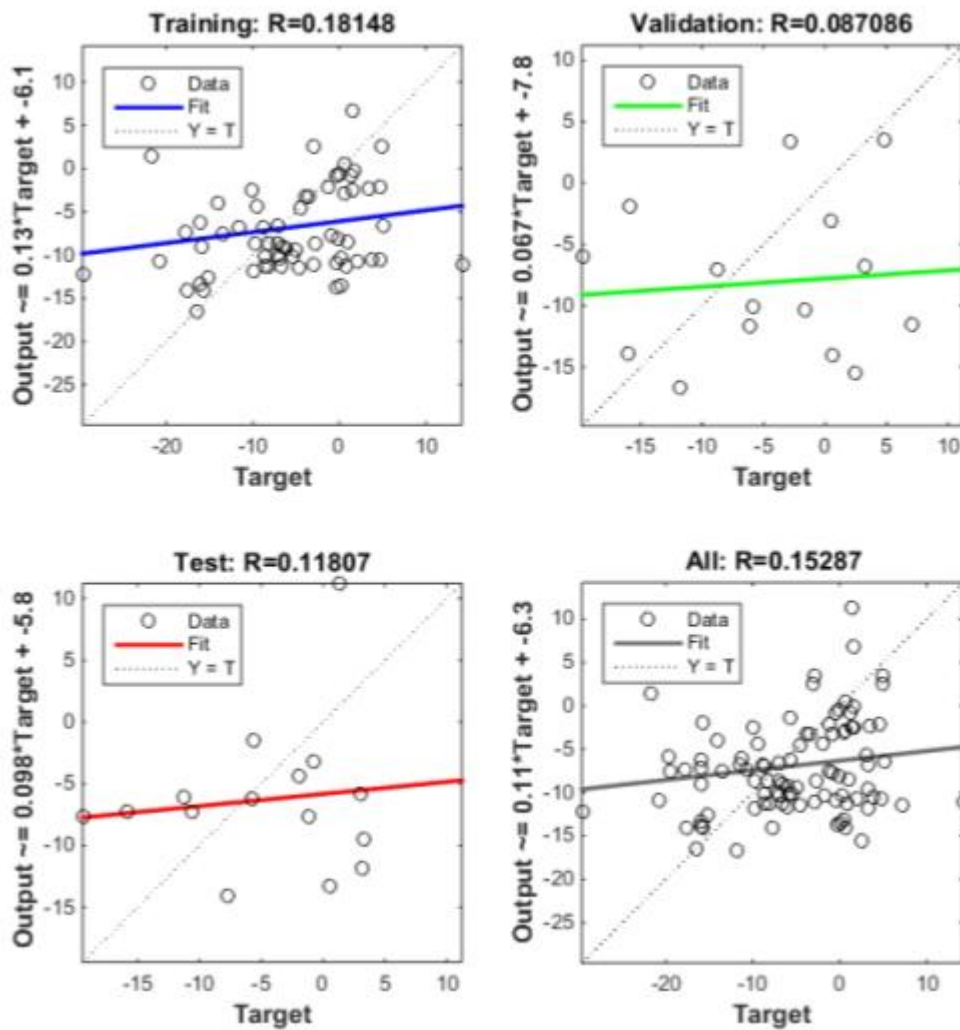 Training: R=0.18148
Output ~= 0.13*Target + -6.1
10
5
0
-5
-10
-15
-20
-25
Data
Fit
Y = T
-20
-10
0
10
Target
Validation: R=0.087086
Output ~= 0.067*Target + -7.8
10
5
0
-5
-10
-15
Data
Fit
Y = T
-15
-10
-5
0
5
10
Target
Test: R=0.11807
Output ~= 0.098*Target + -5.8
10
5
0
-5
-10
-15
Data
Fit
Y = T
-15
-10
-5
0
5
10
Target
All: R=0.15287
Output ~= 0.11*Target + -6.3
10
5
0
-5
-10
-15
-20
-25
Data
Fit
Y = T
-20
-10
0
10
Target